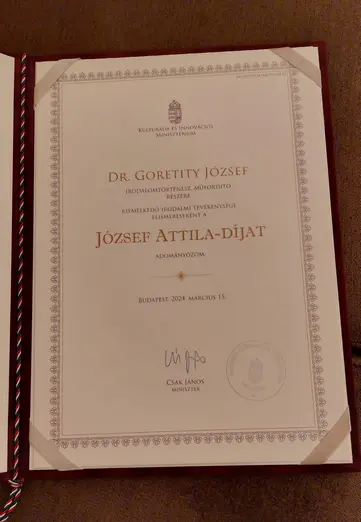 Kulturális és Innovációs
Minisztérium
Dr. Goretity József
irodalomtörténész, műfordító
részére
kiemelkedő irodalmi tevékenysége
elismeréseként a
József Attila-díjat
adományozom.
Budapest, 2024. március 15.
Csák János
miniszter